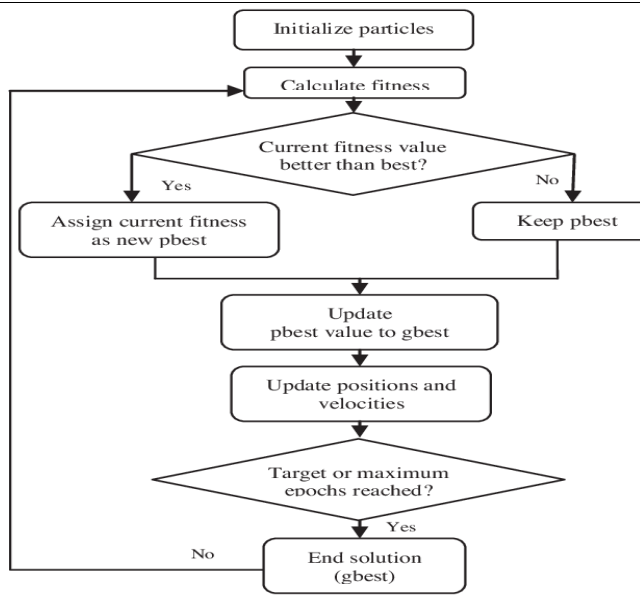 Initialize particles
Calculate fitness
Current fitness value
better than best?
Yes
No
Assign current fitness
as new pbest
Keep pbest
Update
pbest value to gbest
Update positions and
velocities
Target or maximum
epochs reached?
Yes
No
End solution
(gbest)